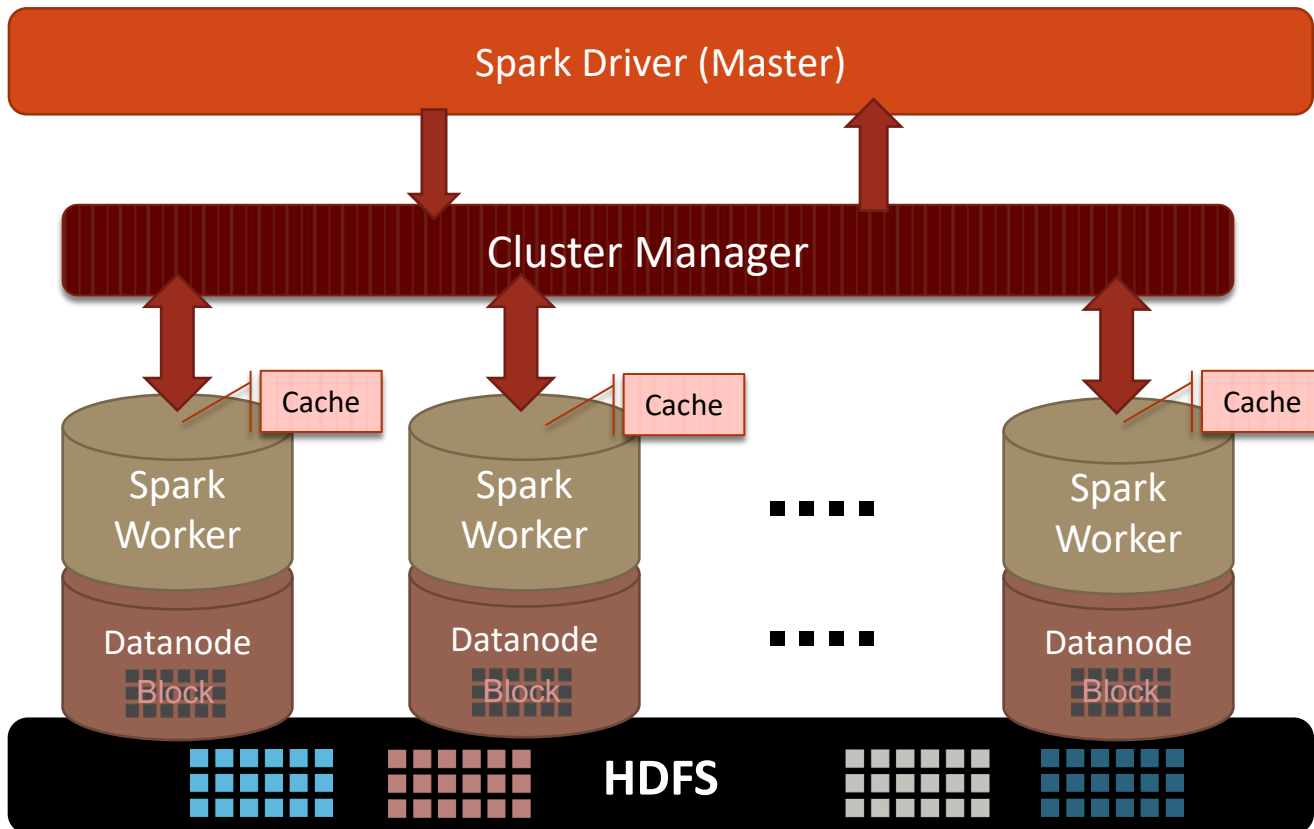 Spark Driver (Master)
Cluster Manager
Cache
Cache
Cache
Spark
Worker
Spark
Worker
Spark
Worker
Datanode
Block
Datanode
Block
Datanode
Block
HDFS